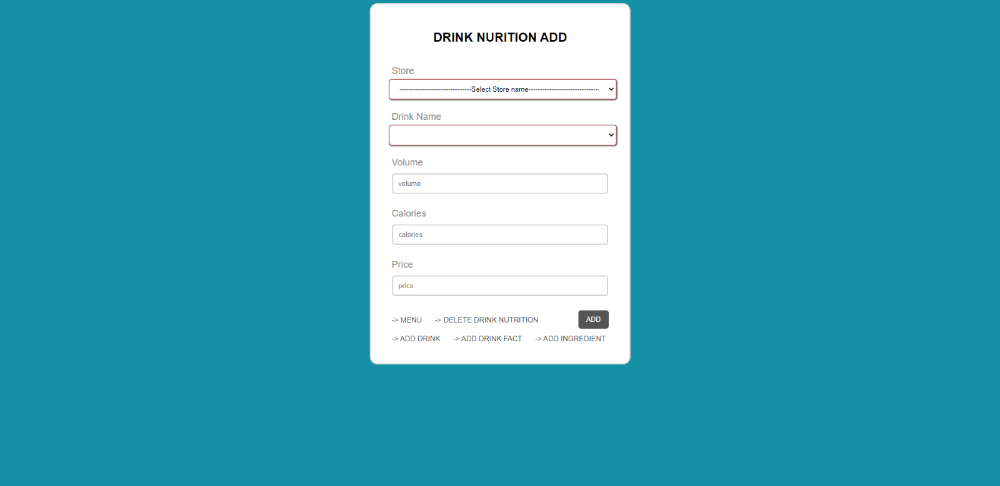 DRINK NURITION ADD
Store
-------------------------------Select Store name-------------------------------
Drink Name
Volume
volume
Calories
calories
Price
price
-> MENU -> DELETE DRINK NUTRITION ADD
-> ADD DRINK -> ADD DRINK FACT -> ADD INGREDIENT